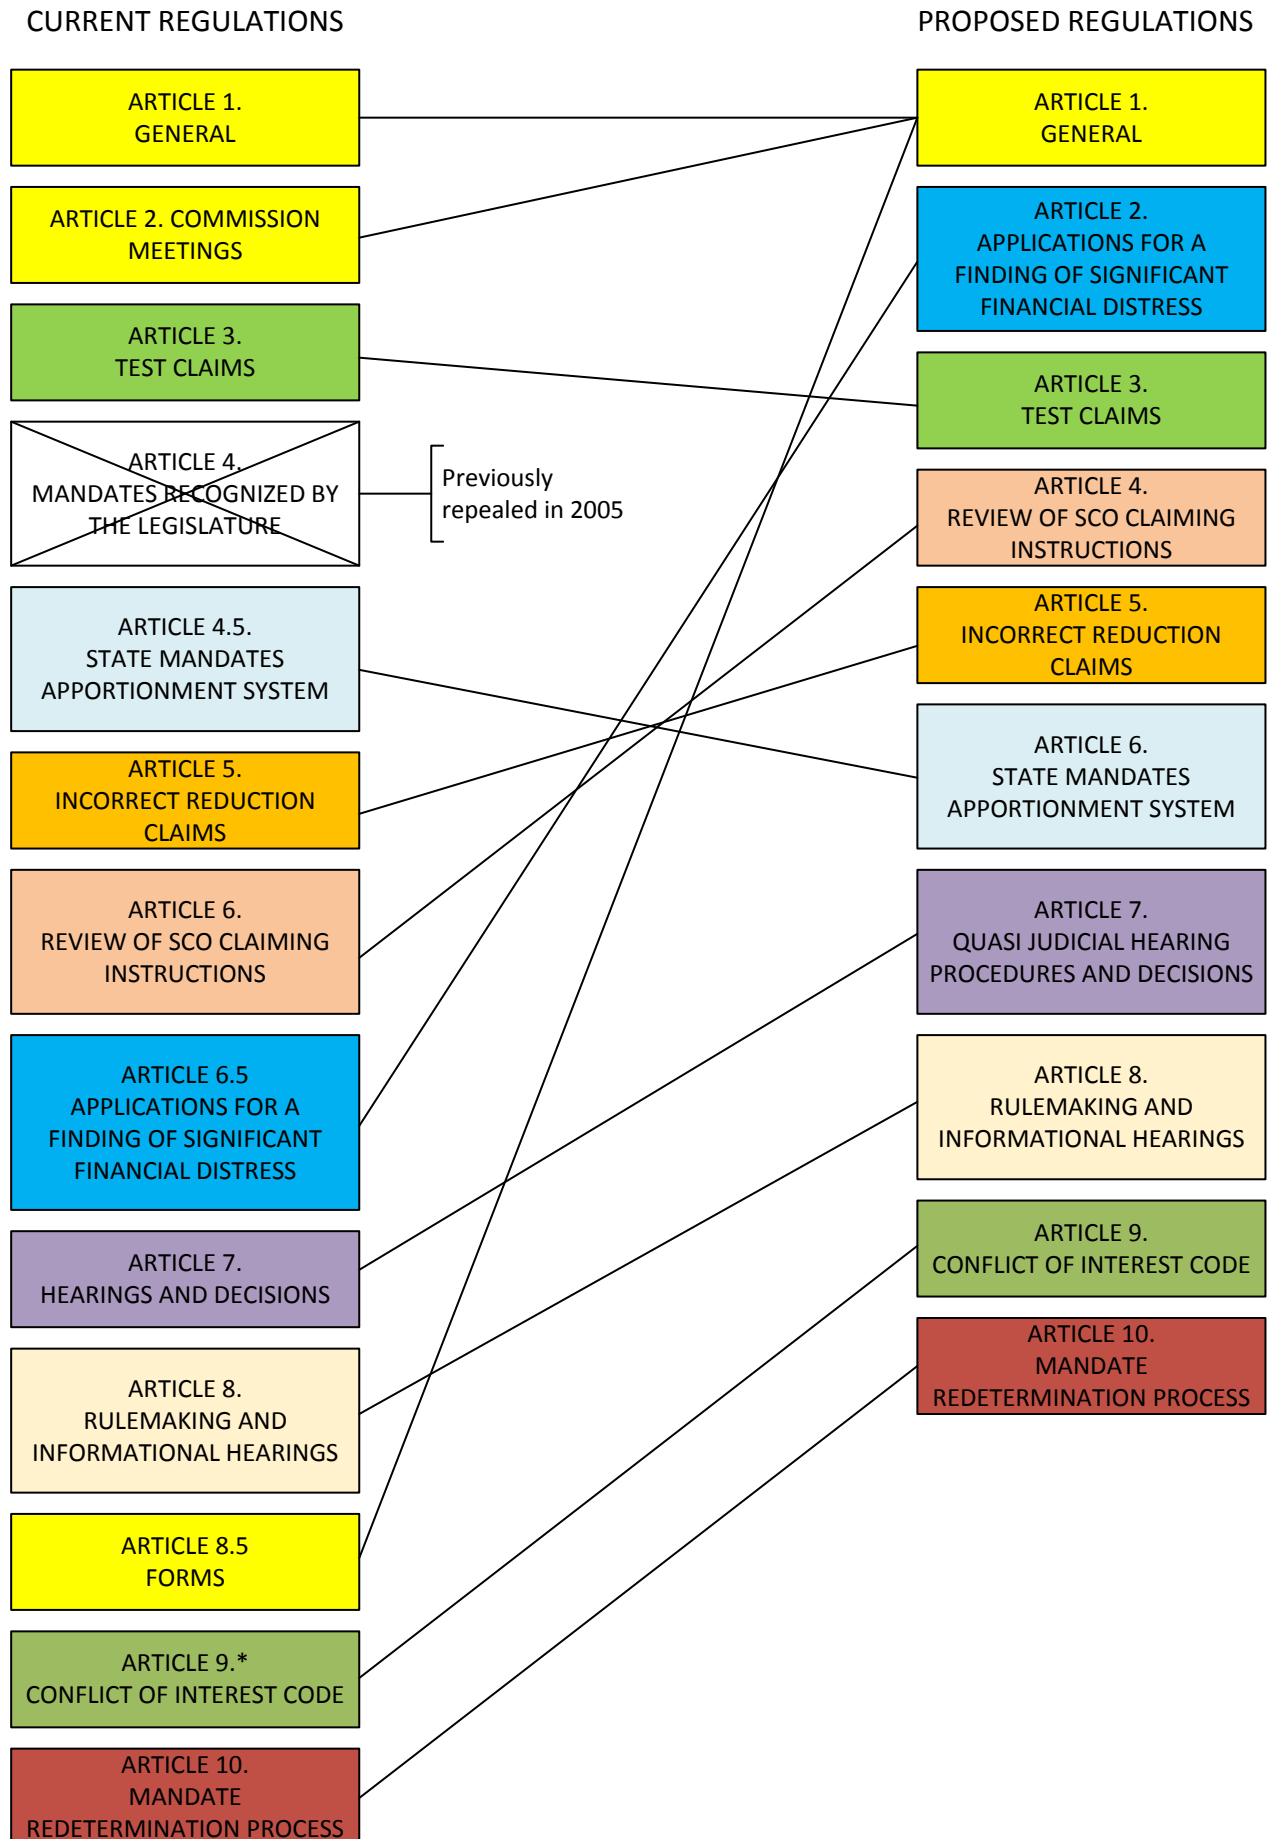 CURRENT REGULATIONS
PROPOSED REGULATIONS
ARTICLE 1.
GENERAL
ARTICLE 2. COMMISSION
MEETINGS
ARTICLE 3.
TEST CLAIMS
ARTICLE 4.
MANDATES RECOGNIZED BY
THE LEGISLATURE
Previously
repealed in 2005
ARTICLE 4.5.
STATE MANDATES
APPORTIONMENT SYSTEM
ARTICLE 5.
INCORRECT REDUCTION
CLAIMS
ARTICLE 6.
REVIEW OF SCO CLAIMING
INSTRUCTIONS
ARTICLE 6.5
APPLICATIONS FOR A
FINDING OF SIGNIFICANT
FINANCIAL DISTRESS
ARTICLE 7.
HEARINGS AND DECISIONS
ARTICLE 8.
RULEMAKING AND
INFORMATIONAL HEARINGS
ARTICLE 8.5
FORMS
ARTICLE 9.*
CONFLICT OF INTEREST CODE
ARTICLE 10.
MANDATE
REDETERMINATION PROCESS
ARTICLE 1.
GENERAL
ARTICLE 2.
APPLICATIONS FOR A
FINDING OF SIGNIFICANT
FINANCIAL DISTRESS
ARTICLE 3.
TEST CLAIMS
ARTICLE 4.
REVIEW OF SCO CLAIMING
INSTRUCTIONS
ARTICLE 5.
INCORRECT REDUCTION
CLAIMS
ARTICLE 6.
STATE MANDATES
APPORTIONMENT SYSTEM
ARTICLE 7.
QUASI JUDICIAL HEARING
PROCEDURES AND DECISIONS
ARTICLE 8.
RULEMAKING AND
INFORMATIONAL HEARINGS
ARTICLE 9.
CONFLICT OF INTEREST CODE
ARTICLE 10.
MANDATE
REDETERMINATION PROCESS